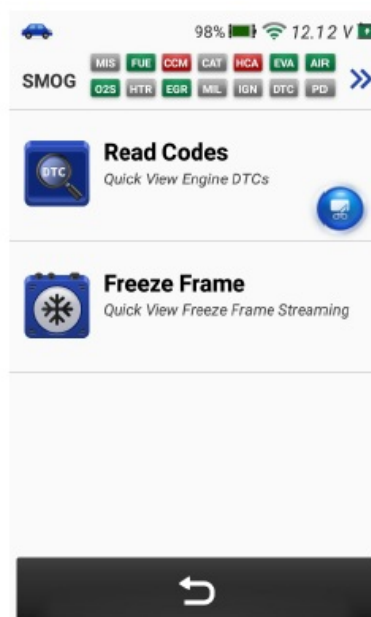 98% 12.12 V
MIS FUE CCM CAT HCA EVA AIR
SMOG
O2S HTR EGR MIL IGN DTC PD
DTC
Read Codes
Quick View Engine DTCs
Freeze Frame
Quick View Freeze Frame Streaming